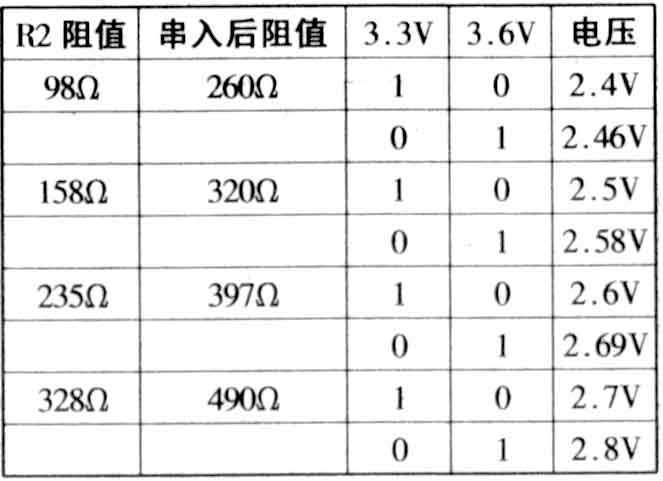 R2 阻值 串入后阻值 3.3V 3.6V 电压
98Ω 260Ω 1 0 2.4V
0 1 2.46V
158Ω 320Ω 1 0 2.5V
0 1 2.58V
235Ω 397Ω 1 0 2.6V
0 1 2.69V
328Ω 490Ω 1 0 2.7V
0 1 2.8V